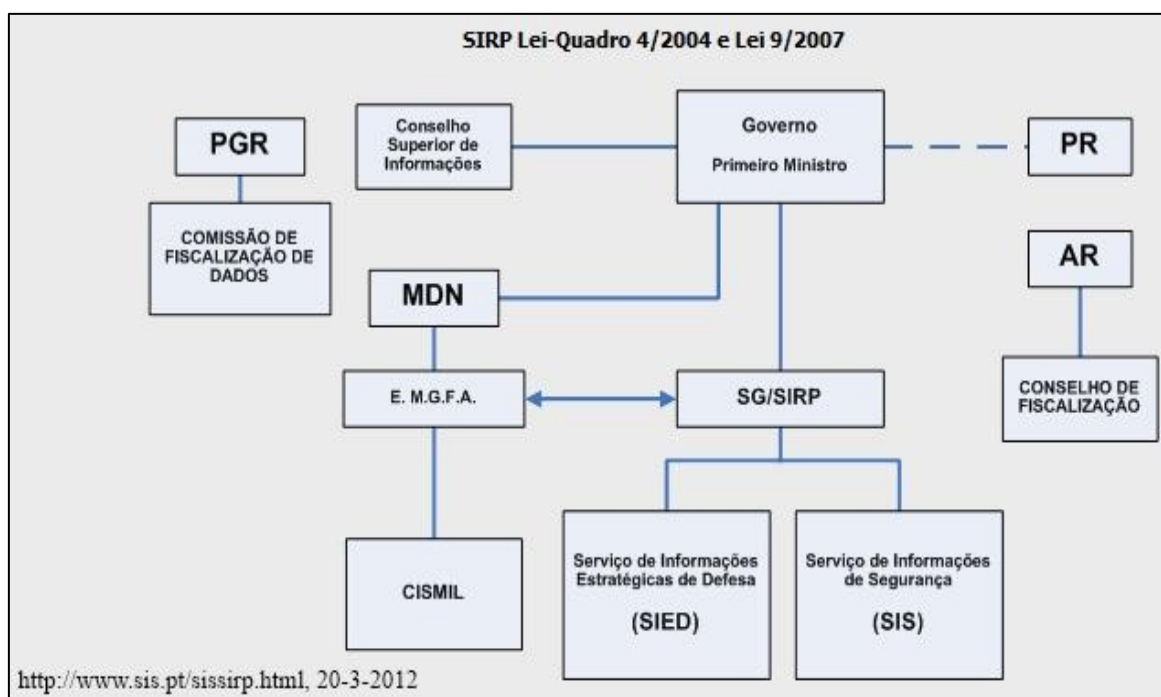 SIRP Lei-Quadro 4/2004 e Lei 9/2007
PGR
Conselho
Superior de
Informações
Governo
Primeiro Ministro
PR
COMISSÃO DE
FISCALIZAÇÃO DE
DADOS
AR
MDN
E. M.G.F.A.
SG/SIRP
CONSELHO DE
FISCALIZAÇÃO
CISMIL
Serviço de Informações
Estratégicas de Defesa
(SIED)
Serviço de Informações
de Segurança
(SIS)
http://www.sis.pt/sissirp.html, 20-3-2012